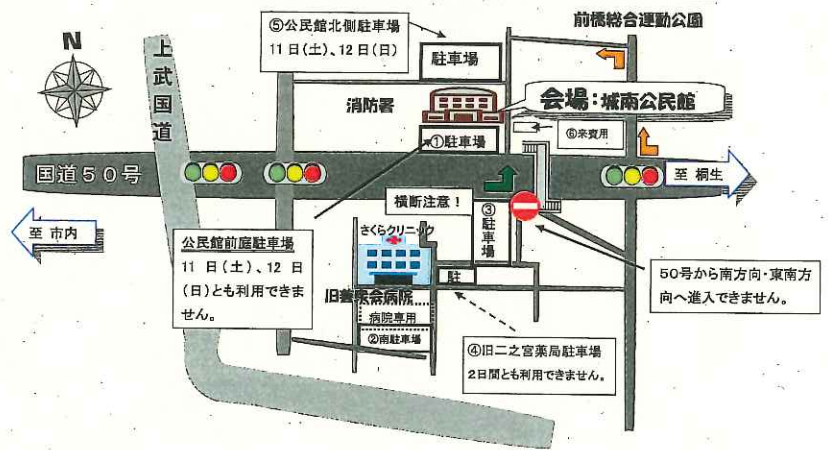 ⑤公民館北側駐車場
11日(土)、12日(日)
前橋総合運動公園
N
上武国道
駐車場
消防署
会場：城南公民館
①駐車場
⑥来賓用
国道50号
至 桐生
至 市内
横断注意！
③駐車場
さくらクリニック
公民館前庭駐車場
11 日(土)、12 日
(日)とも利用できま
せん。
50号から南方向・東南方
向へ進入できません。
駐
旧善衆会病院
病院専用
②南駐車場
④旧二之宮薬局駐車場
2日間とも利用できません。